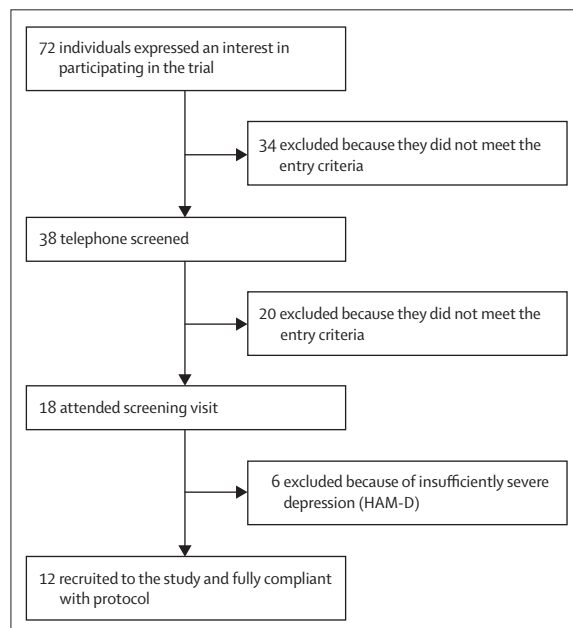 72 individuals expressed an interest in
participating in the trial
34 excluded because they did not meet the
entry criteria
38 telephone screened
20 excluded because they did not meet the
entry criteria
18 attended screening visit
6 excluded because of insufficiently severe
depression (HAM-D)
12 recruited to the study and fully compliant
with protocol